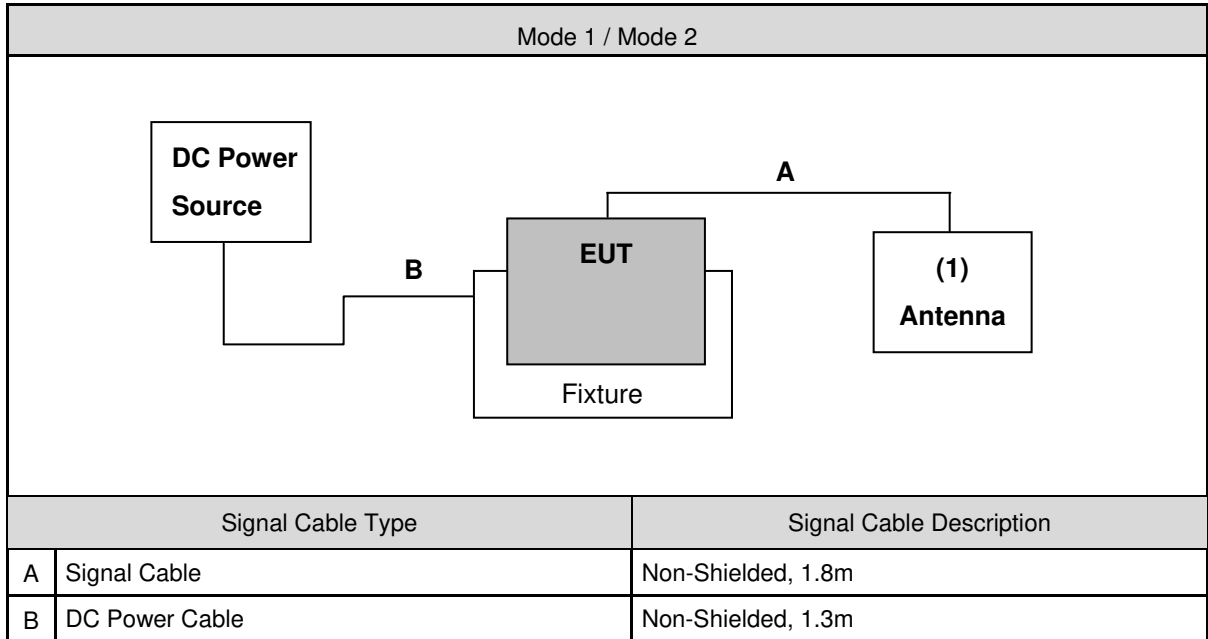 Mode 1 / Mode 2
DC Power
Source
A
B
EUT
(1)
Antenna
Fixture
Signal Cable Type Signal Cable Description
A Signal Cable Non-Shielded, 1.8m
B DC Power Cable Non-Shielded, 1.3m